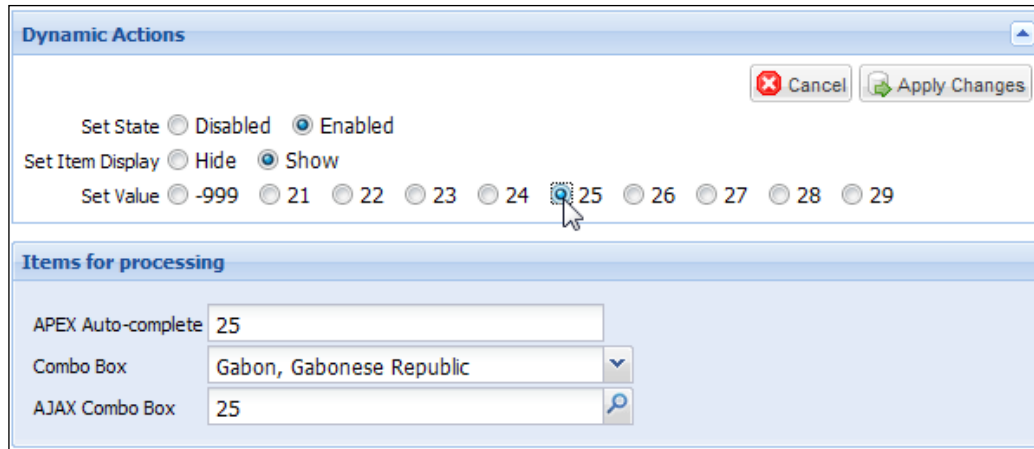 Dynamic Actions
Cancel Apply Changes
Set State Disabled Enabled
Set Item Display Hide Show
Set Value -999 21 22 23 24 25 26 27 28 29
Items for processing
APEX Auto-complete 25
Combo Box Gabon, Gabonese Republic
AJAX Combo Box 25